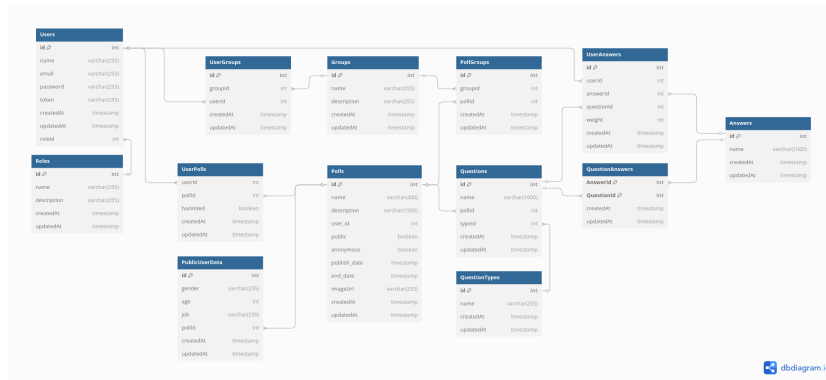 Users
id int
name varchar(255)
email varchar(255)
password varchar(255)
token varchar(255)
createdAt timestamp
updatedAt timestamp
roleId int
Roles
id int
name varchar(255)
description varchar(255)
createdAt timestamp
updatedAt timestamp
UserGroups
id int
groupId int
userId int
createdAt timestamp
updatedAt timestamp
UserPolls
userId int
pollId int
hasVoted boolean
createdAt timestamp
updatedAt timestamp
PublicUserData
id int
gender varchar(255)
age int
job varchar(255)
pollId int
createdAt timestamp
updatedAt timestamp
Groups
id int
name varchar(255)
description varchar(255)
createdAt timestamp
updatedAt timestamp
Polls
id int
name varchar(400)
description varchar(1500)
user_id int
public boolean
anonymous boolean
publish_date timestamp
end_date timestamp
imageUrl varchar(255)
createdAt timestamp
updatedAt timestamp
PollGroups
groupId int
pollId int
createdAt timestamp
updatedAt timestamp
Questions
id int
name varchar(1000)
pollId int
typeId int
createdAt timestamp
updatedAt timestamp
QuestionTypes
id int
name varchar(255)
createdAt timestamp
updatedAt timestamp
UserAnswers
id int
userId int
answerId int
questionId int
weight int
createdAt timestamp
updatedAt timestamp
QuestionAnswers
AnswerId int
QuestionId int
createdAt timestamp
updatedAt timestamp
Answers
id int
name varchar(1000)
createdAt timestamp
updatedAt timestamp
dbdiagram.i